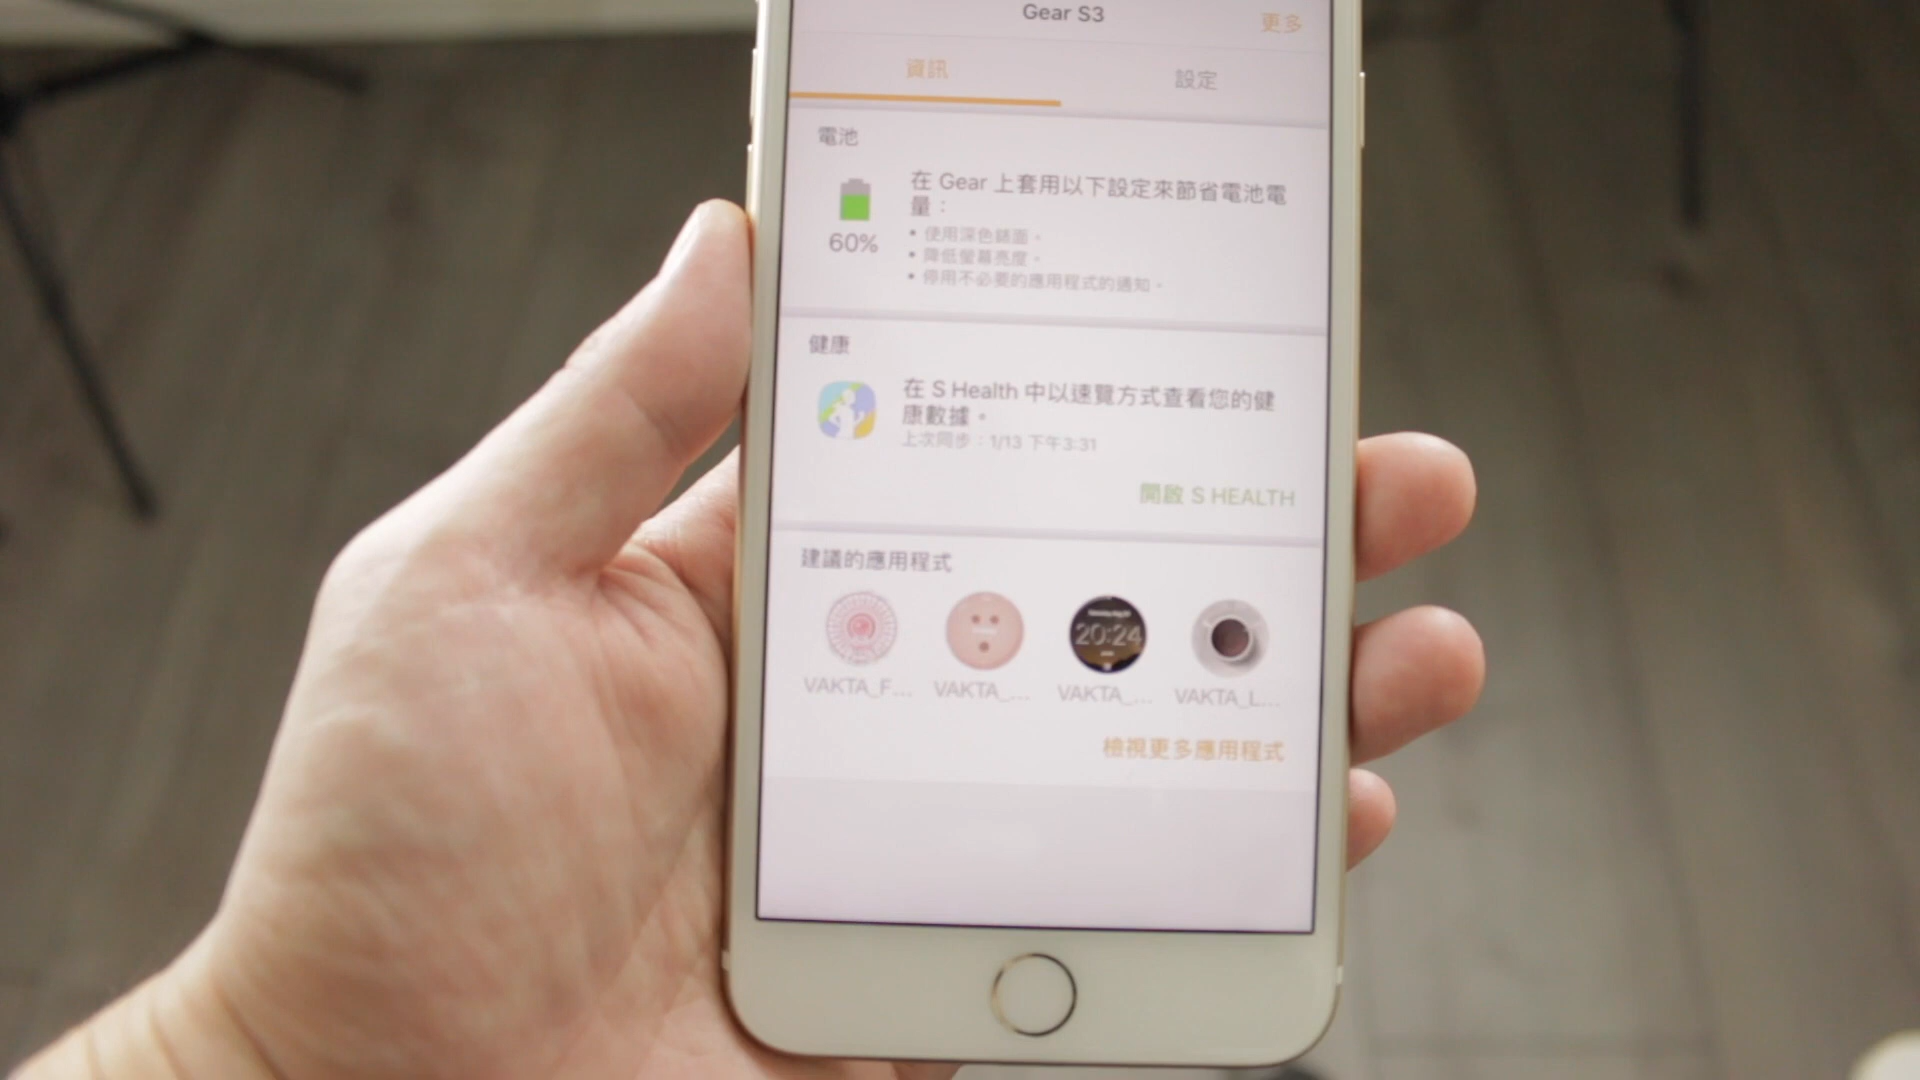 Gear S3
更多
資訊
設定
電池
在 Gear 上套用以下設定來節省電池電
量：
60%
• 使用深色錶面。
• 降低螢幕亮度。
• 停用不必要的應用程式的通知。
健康
在 S Health 中以速覽方式查看您的健
康數據。
上次同步：1/13 下午3:31
開啟 S HEALTH
建議的應用程式
20:24
VAKTA_F... VAKTA_... VAKTA_... VAKTA_L...
檢視更多應用程式